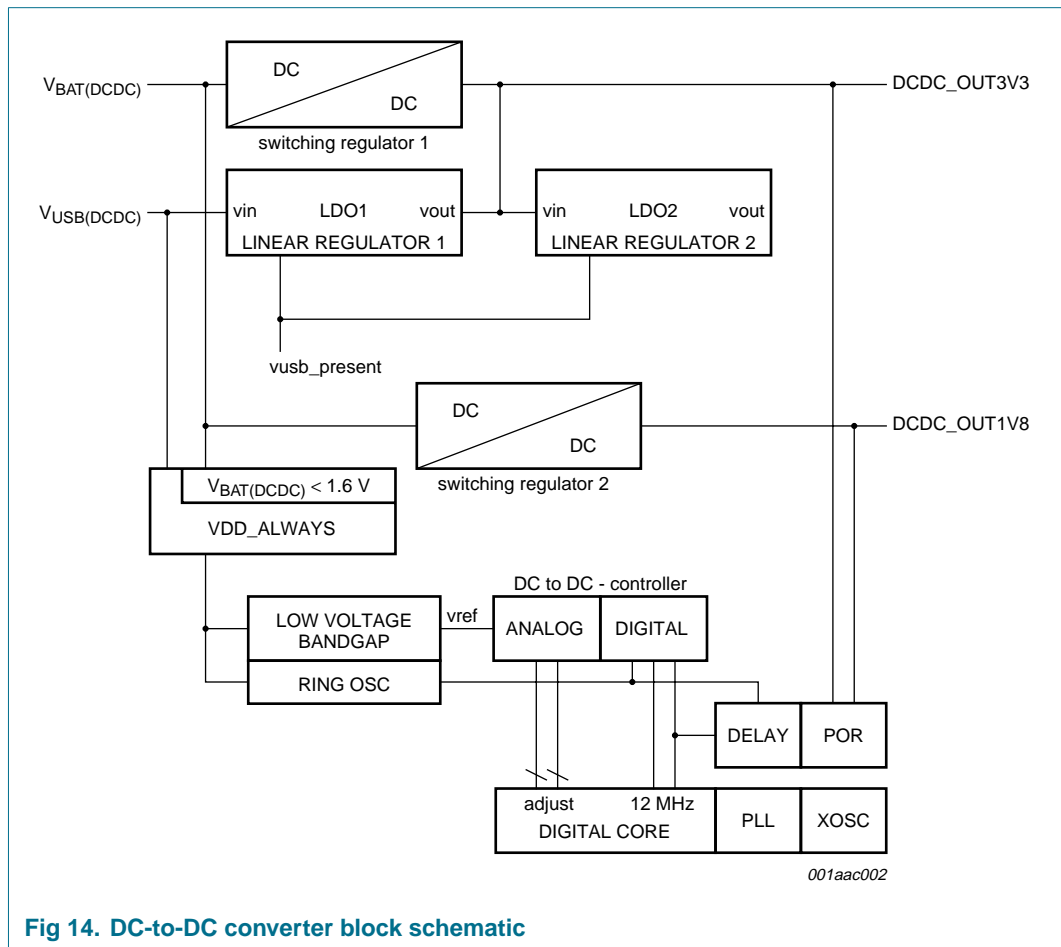 VBAT(DCDC)
DC
DC
DCDC_OUT3V3
switching regulator 1
VUSB(DCDC)
vin LDO1 vout
LINEAR REGULATOR 1
vin LDO2 vout
LINEAR REGULATOR 2
vusb_present
DC
DC
DCDC_OUT1V8
switching regulator 2
VBAT(DCDC) < 1.6 V
VDD_ALWAYS
DC to DC - controller
LOW VOLTAGE
BANDGAP
vref
ANALOG
DIGITAL
RING OSC
DELAY
POR
adjust
12 MHz
DIGITAL CORE
PLL
XOSC
001aac002
Fig 14. DC-to-DC converter block schematic